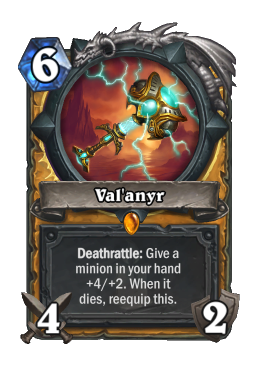 6
Val'anyr
Deathrattle: Give a
minion in your hand
+4/+2. When it
dies, reequip this.
4
2